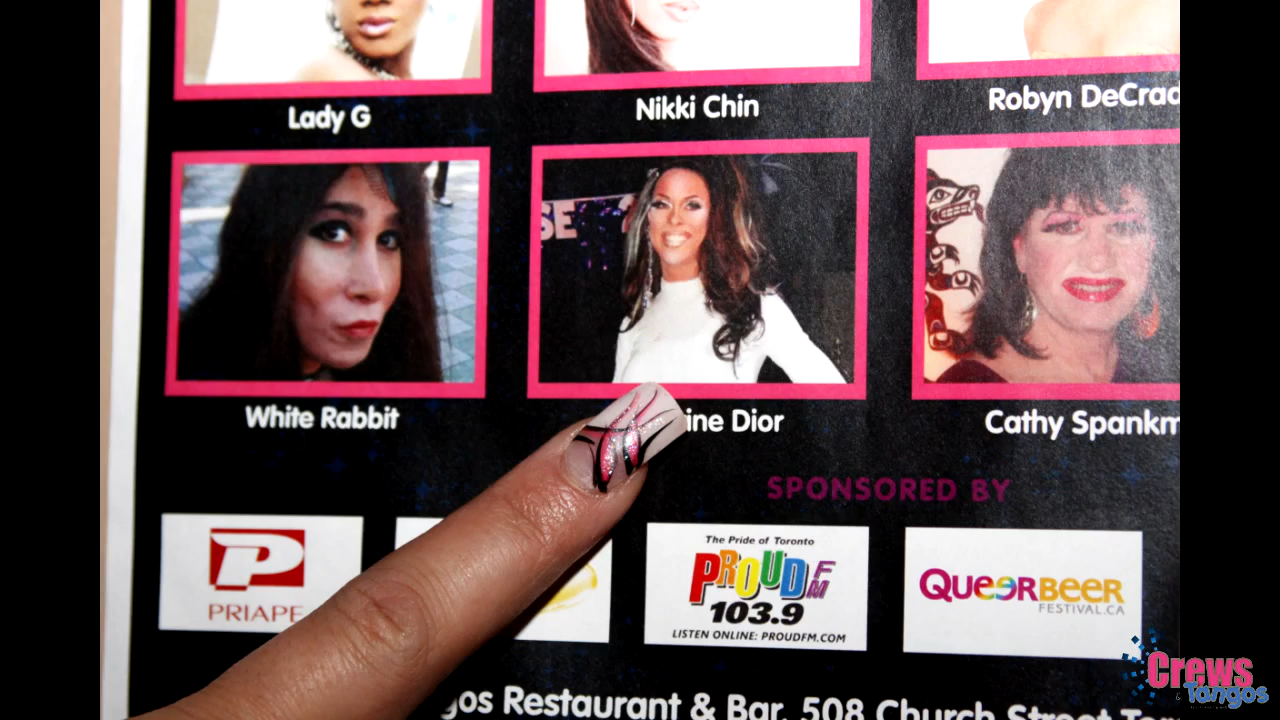 Lady G
Nikki Chin
Robyn DeCrad
SE
White Rabbit
ine Dior
Cathy Spankm
SPONSORED BY
P
PRIAPE
The Pride of Toronto
PROUD FM
103.9
LISTEN ONLINE: PROUDFM.COM
QUEERBEER
FESTIVAL.CA
gos Restaurant & Bar, 508 Church Street
Crews
& Tangos